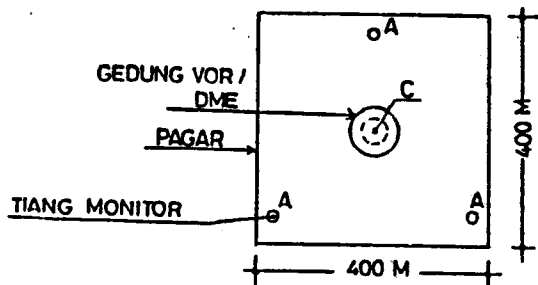 A
GEDUNG VOR /
DME
C
PAGAR
400 M
TIANG MONITOR
A
A
400 M